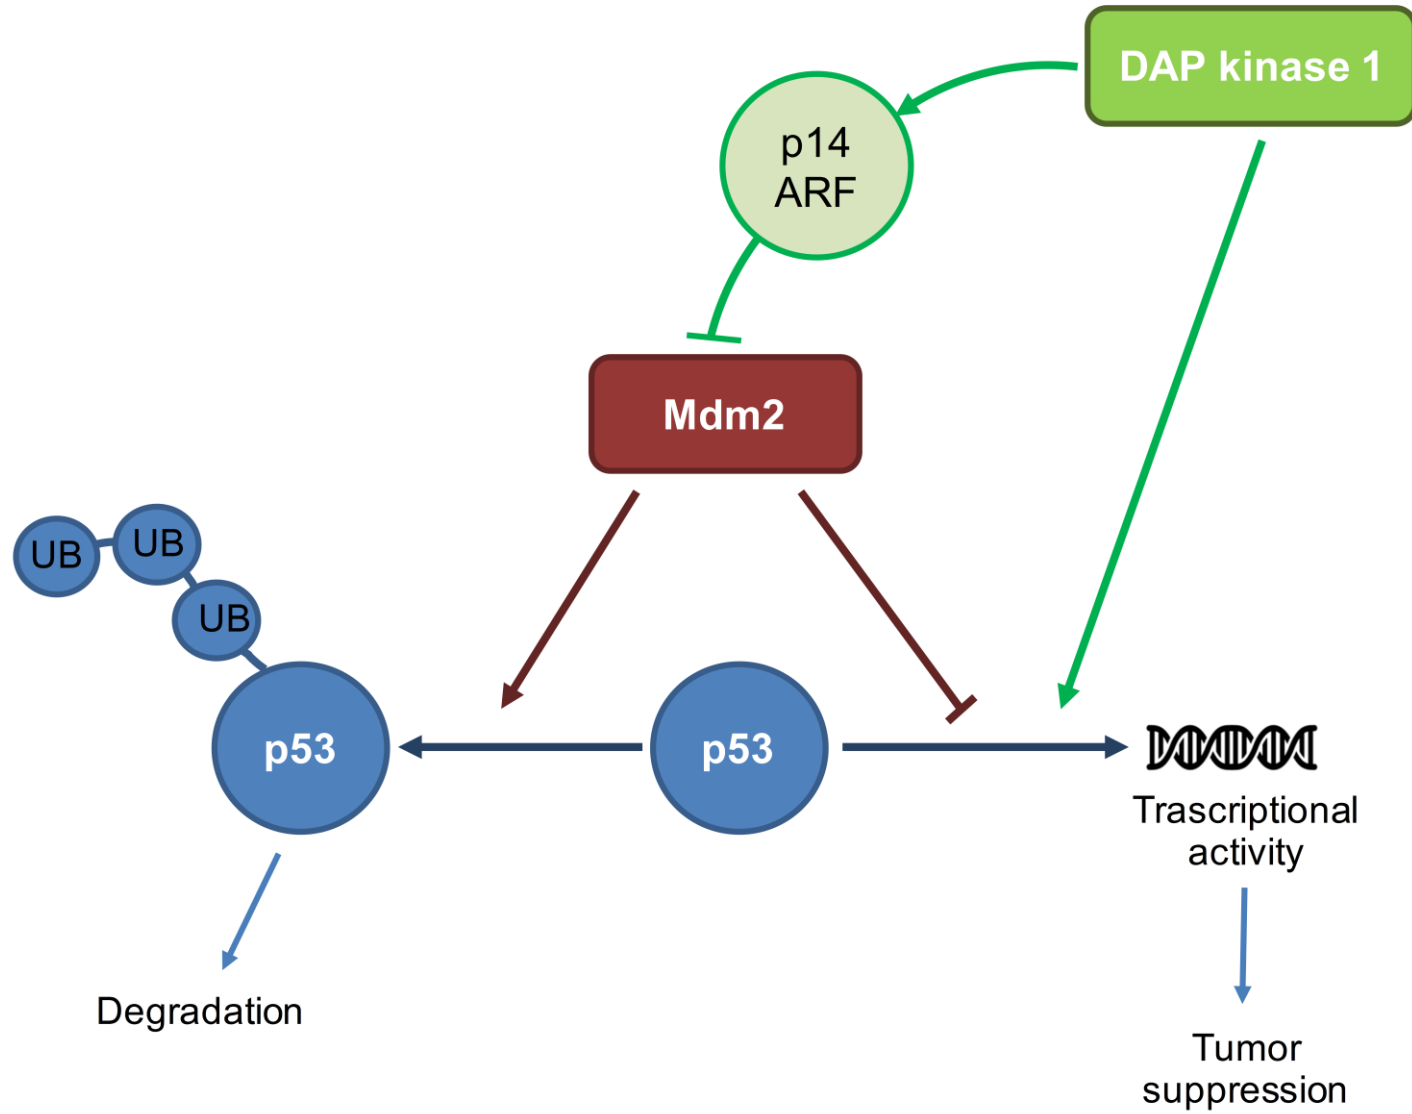 DAP kinase 1
p14
ARF
Mdm2
UB
UB
UB
p53
p53
Trascriptional
activity
Degradation
Tumor
suppression